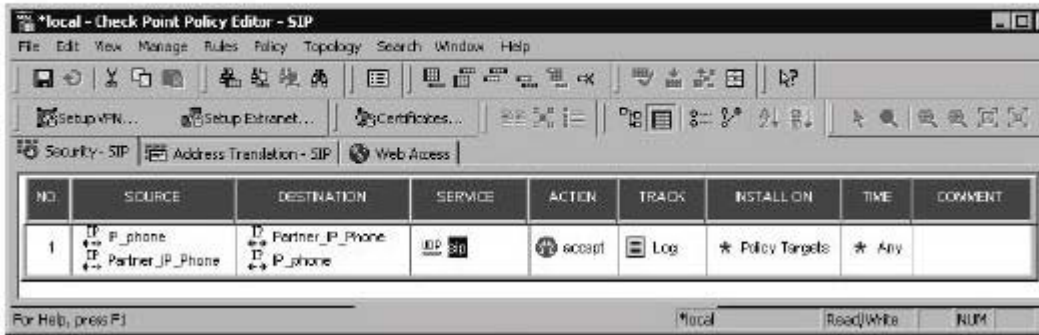 *local - Check Point Policy Editor - SIP
File Edit View Manage Rules Policy Topology Search Window Help
Setup VPN... Setup Extranet... Certificates...
Security - SIP Address Translation - SIP Web Access
NO. SOURCE DESTINATION SERVICE ACTION TRACK INSTALL ON TIME COMMENT
1 IP_phone Partner_IP_Phone UDP sip accept Log * Policy Targets * Any
Partner_IP_Phone IP_phone
For Help, press F1 *local Read/Write NUM